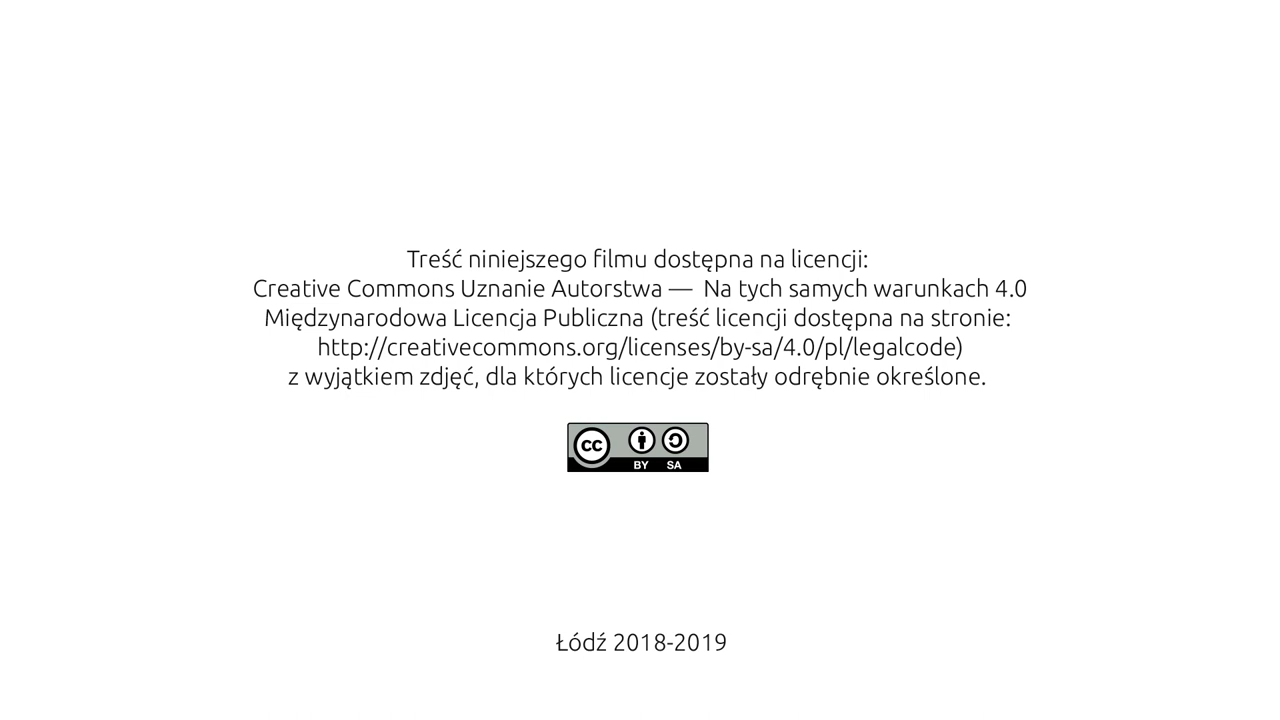 Treść niniejszego filmu dostępna na licencji:
Creative Commons Uznanie Autorstwa — Na tych samych warunkach 4.0
Międzynarodowa Licencja Publiczna (treść licencji dostępna na stronie:
http://creativecommons.org/licenses/by-sa/4.0/pl/legalcode)
z wyjątkiem zdjęć, dla których licencje zostały odrębnie określone.
cc
BY SA
Łódź 2018-2019